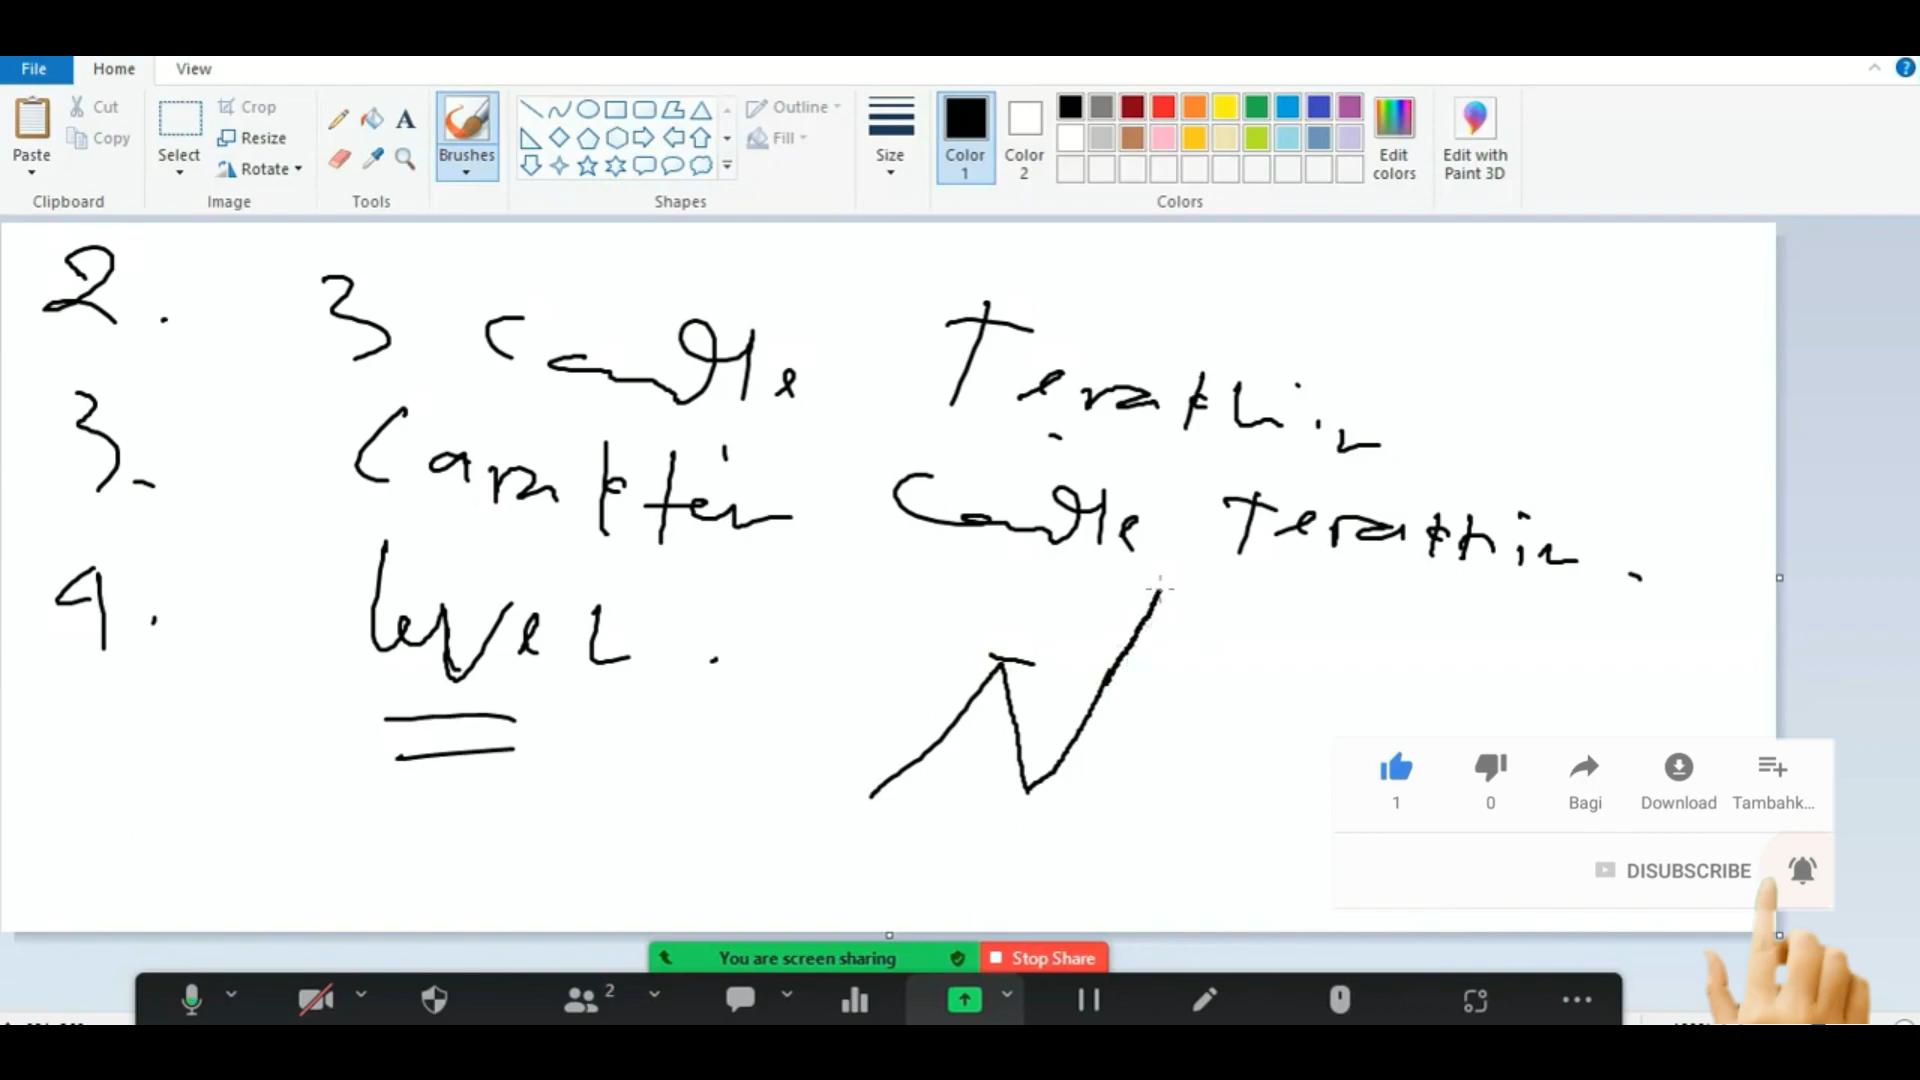 File Home View
Cut
Copy
Paste
Clipboard
Select
Crop
Resize
Rotate
Image
Tools
Brushes
Shapes
Outline
Fill
Size
Color 1
Color 2
Edit colors
Colors
Edit with Paint 3D
2. 3 Candle Terakhir
3. Carakter Candle Terakhir.
4. level.
1 0 Bagi Download Tambahk...
DISUBSCRIBE
You are screen sharing Stop Share
2